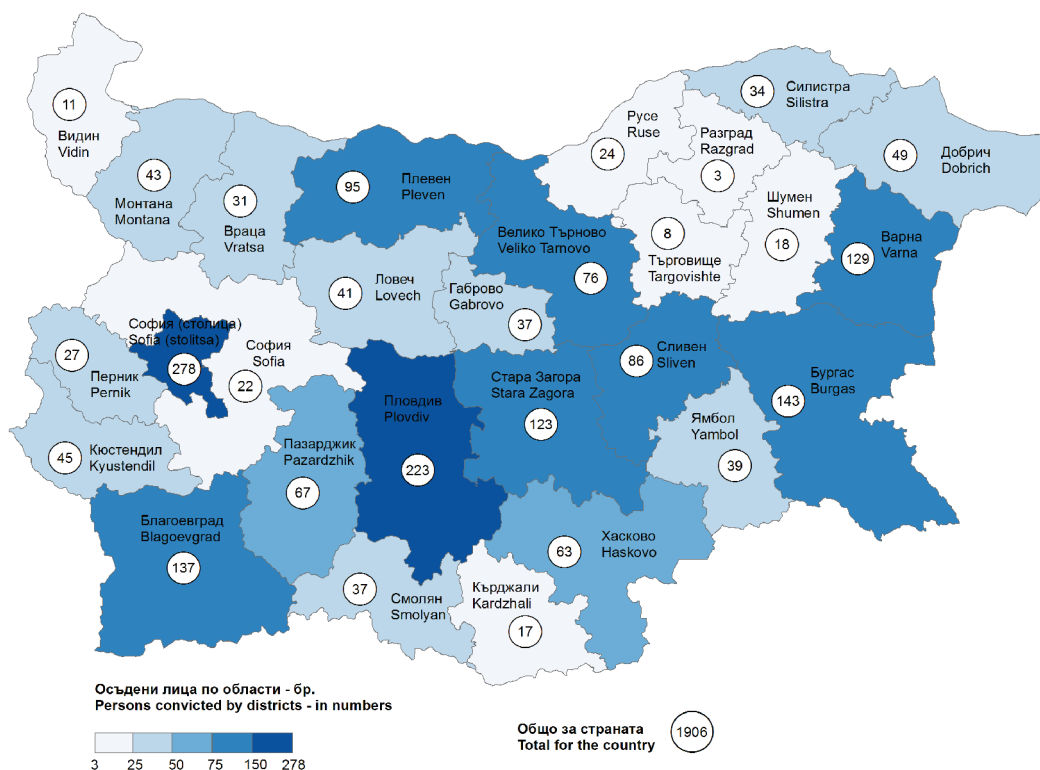 11
Видин
Vidin
43
Монтана
Montana
31
Враца
Vratsa
95
Плевен
Pleven
Велико Търново
Veliko Tarnovo
76
Русе
Ruse
24
Разград
Razgrad
3
34
Силистра
Silistra
49
Добрич
Dobrich
8
Търговище
Targovishte
Шумен
Shumen
18
Варна
Varna
129
Ловеч
Lovech
41
Габрово
Gabrovo
37
София (столица)
Sofia (stolitsa)
278
София
Sofia
22
27
Перник
Pernik
45
Кюстендил
Kyustendil
Благоевград
Blagoevgrad
137
Пазарджик
Pazardzhik
67
Пловдив
Plovdiv
223
Стара Загора
Stara Zagora
123
86
Сливен
Sliven
Бургас
Burgas
143
Ямбол
Yambol
39
Хасково
Haskovo
63
37
Смолян
Smolyan
Кърджали
Kardzhali
17
Осъдени лица по области - бр.
Persons convicted by districts - in numbers
3 25 50 75 150 278
Общо за страната
Total for the country
1906